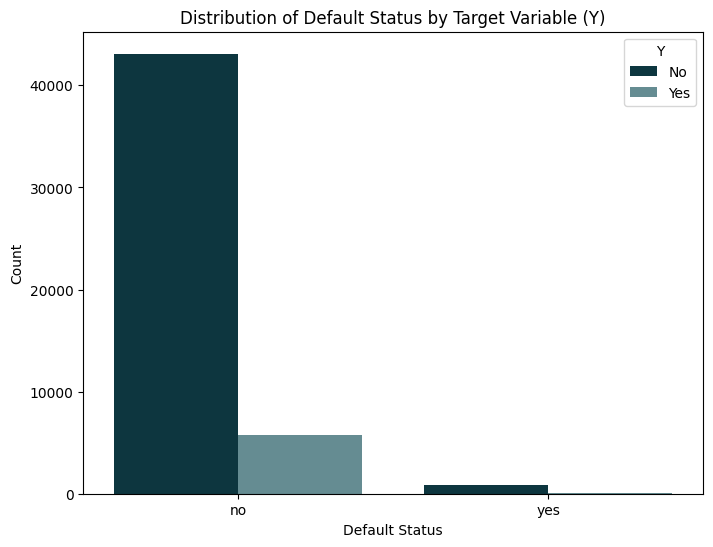 Distribution of Default Status by Target Variable (Y)
Y
No
Yes
40000
30000
20000
10000
0
Count
no
yes
Default Status